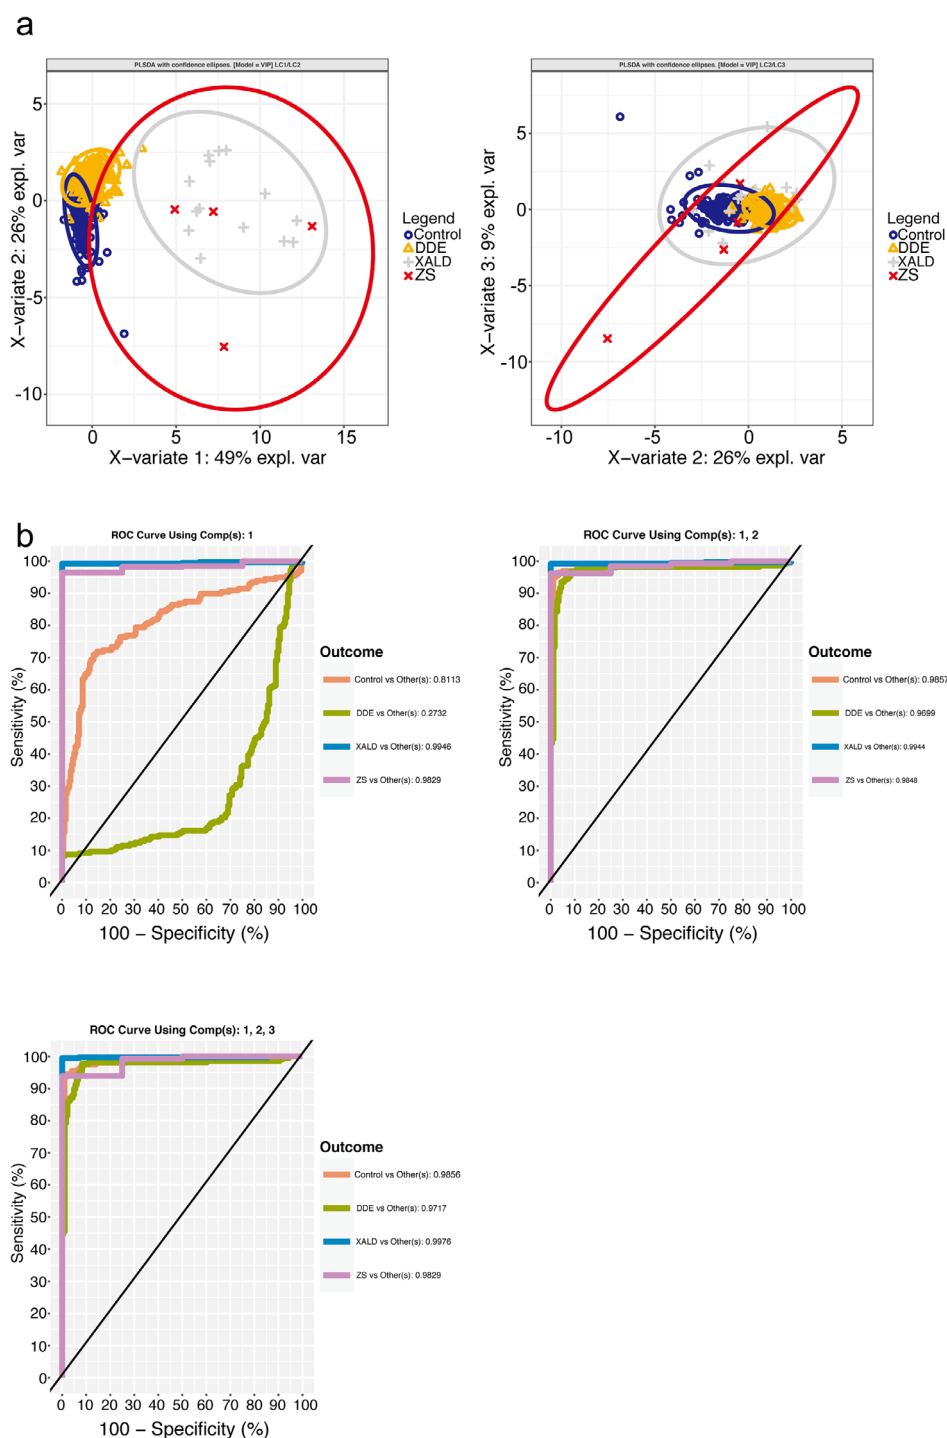 a
PLSDA with confidence ellipses. [Model = VIP] LC1/LC2
X−variate 2: 26% expl. var
5
0
-5
-10
0 5 10 15
X−variate 1: 49% expl. var
Legend
Control
DDE
XALD
ZS
PLSDA with confidence ellipses. [Model = VIP] LC2/LC3
X−variate 3: 9% expl. var
5
0
-5
-10
-10 -5 0 5
X−variate 2: 26% expl. var
Legend
Control
DDE
XALD
ZS
b
ROC Curve Using Comp(s): 1
Sensitivity (%)
100
90
80
70
60
50
40
30
20
10
0
0 10 20 30 40 50 60 70 80 90 100
100 − Specificity (%)
Outcome
Control vs Other(s): 0.8113
DDE vs Other(s): 0.2732
XALD vs Other(s): 0.9946
ZS vs Other(s): 0.9829
ROC Curve Using Comp(s): 1, 2
Sensitivity (%)
100
90
80
70
60
50
40
30
20
10
0
0 10 20 30 40 50 60 70 80 90 100
100 − Specificity (%)
Outcome
Control vs Other(s): 0.9857
DDE vs Other(s): 0.9699
XALD vs Other(s): 0.9944
ZS vs Other(s): 0.9848
ROC Curve Using Comp(s): 1, 2, 3
Sensitivity (%)
100
90
80
70
60
50
40
30
20
10
0
0 10 20 30 40 50 60 70 80 90 100
100 − Specificity (%)
Outcome
Control vs Other(s): 0.9856
DDE vs Other(s): 0.9717
XALD vs Other(s): 0.9976
ZS vs Other(s): 0.9829